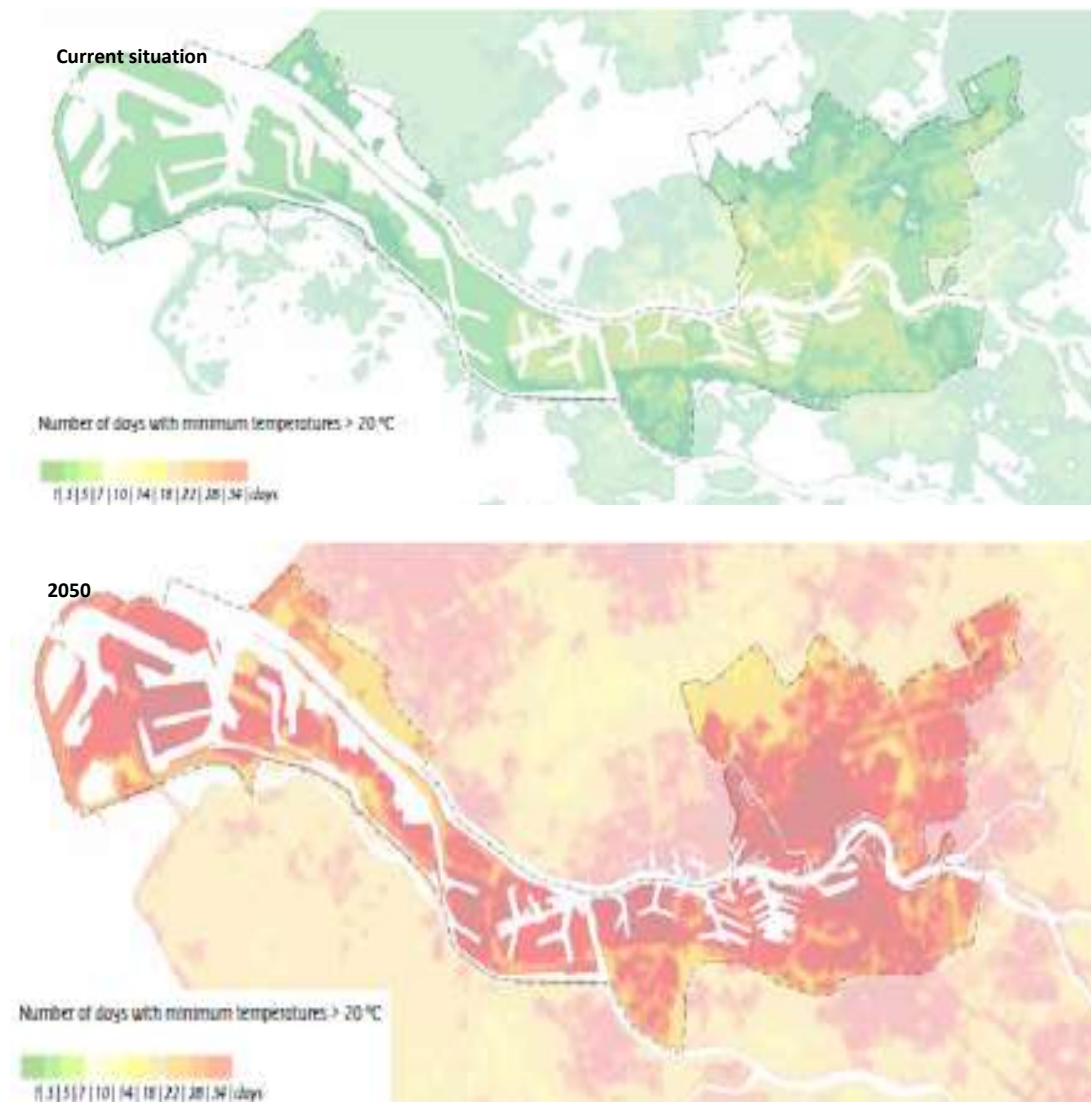 Current situation
Number of days with minimum temperatures > 20 °C
1| 3|5|7 |10| 14| 18 |22| 28| 34| days
2050
Number of days with minimum temperatures > 20 °C
1| 3|5|7 |10| 14| 18 |22| 28| 34| days